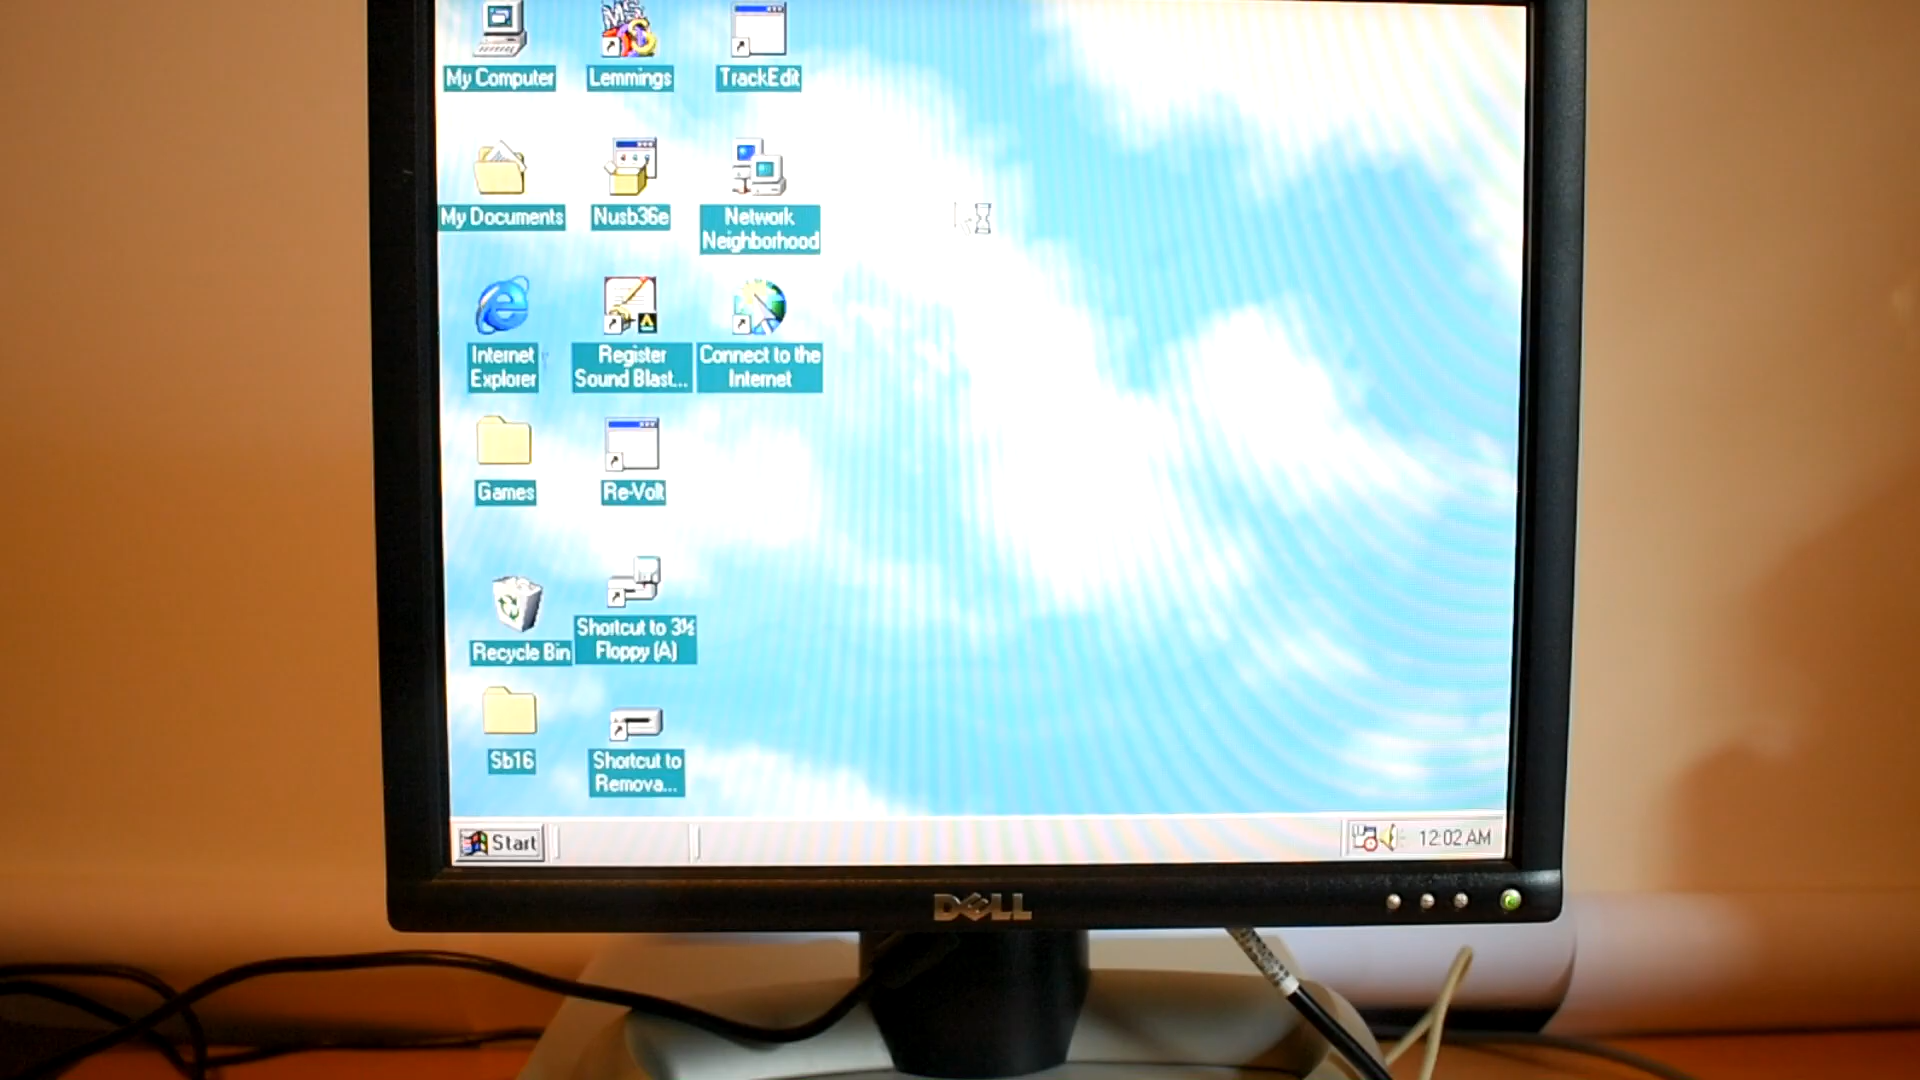 My Computer
Lemmings
TrackEdit
My Documents
Nusb36e
Network
Neighborhood
Internet
Explorer
Register
Sound Blast...
Connect to the
Internet
Games
Re-Volt
Recycle Bin
Shortcut to 3½
Floppy (A)
Sb16
Shortcut to
Remova...
Start
12:02 AM
DELL